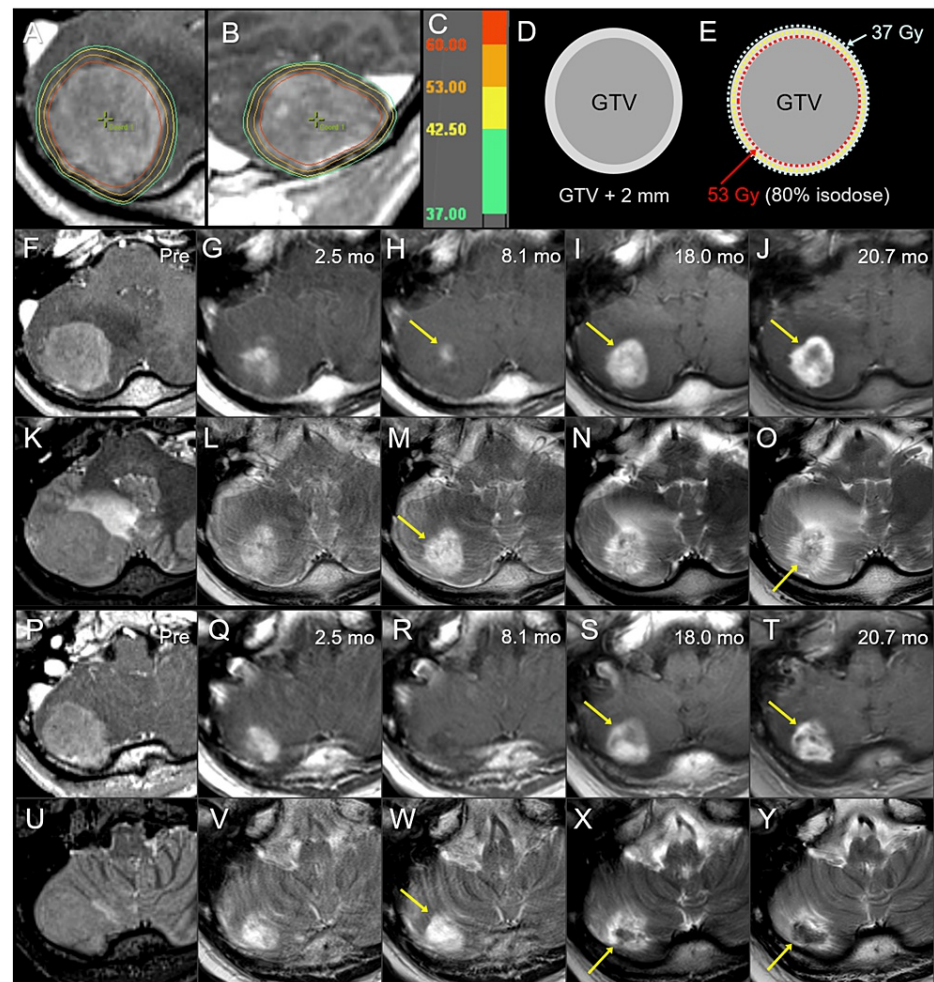 A
B
C
60.00
53.00
42.50
37.00
D
GTV
GTV + 2 mm
E
37 Gy
GTV
53 Gy (80% isodose)
F
Pre
G
2.5 mo
H
8.1 mo
I
18.0 mo
J
20.7 mo
K
L
M
N
O
P
Pre
Q
2.5 mo
R
8.1 mo
S
18.0 mo
T
20.7 mo
U
V
W
X
Y